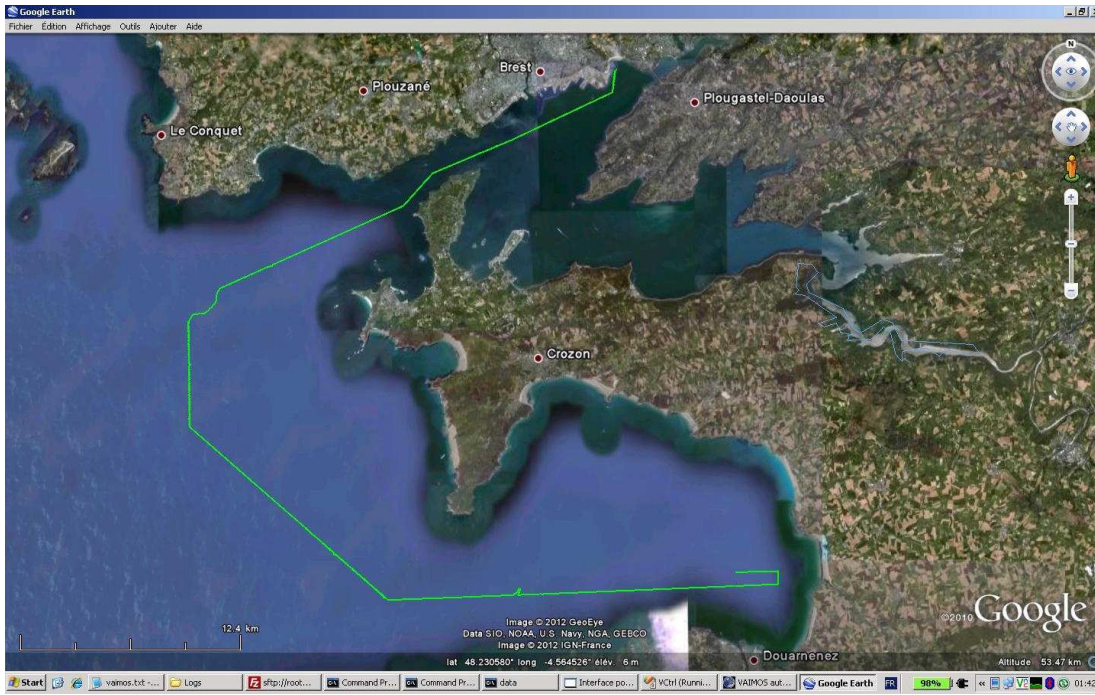 Google Earth
Fichier Édition Affichage Outils Ajouter Aide
N
Brest
Plouzané
Plougastel-Daoulas
Le Conquet
Crozon
Image © 2012 GeoEye
Data SIO, NOAA, U.S. Navy, NGA, GEBCO
Image © 2012 IGN-France
©2010 Google
12.4 km
Douarnenez
lat 48.230580° long -4.564526° élév. 6 m
Altitude 53.47 km
Start vaimos.txt -... Logs sftp://root... Command Pr... Command Pr... data Interface po... VCtrl (Runni... VAIMOS aut... Google Earth FR 98% « 01:42